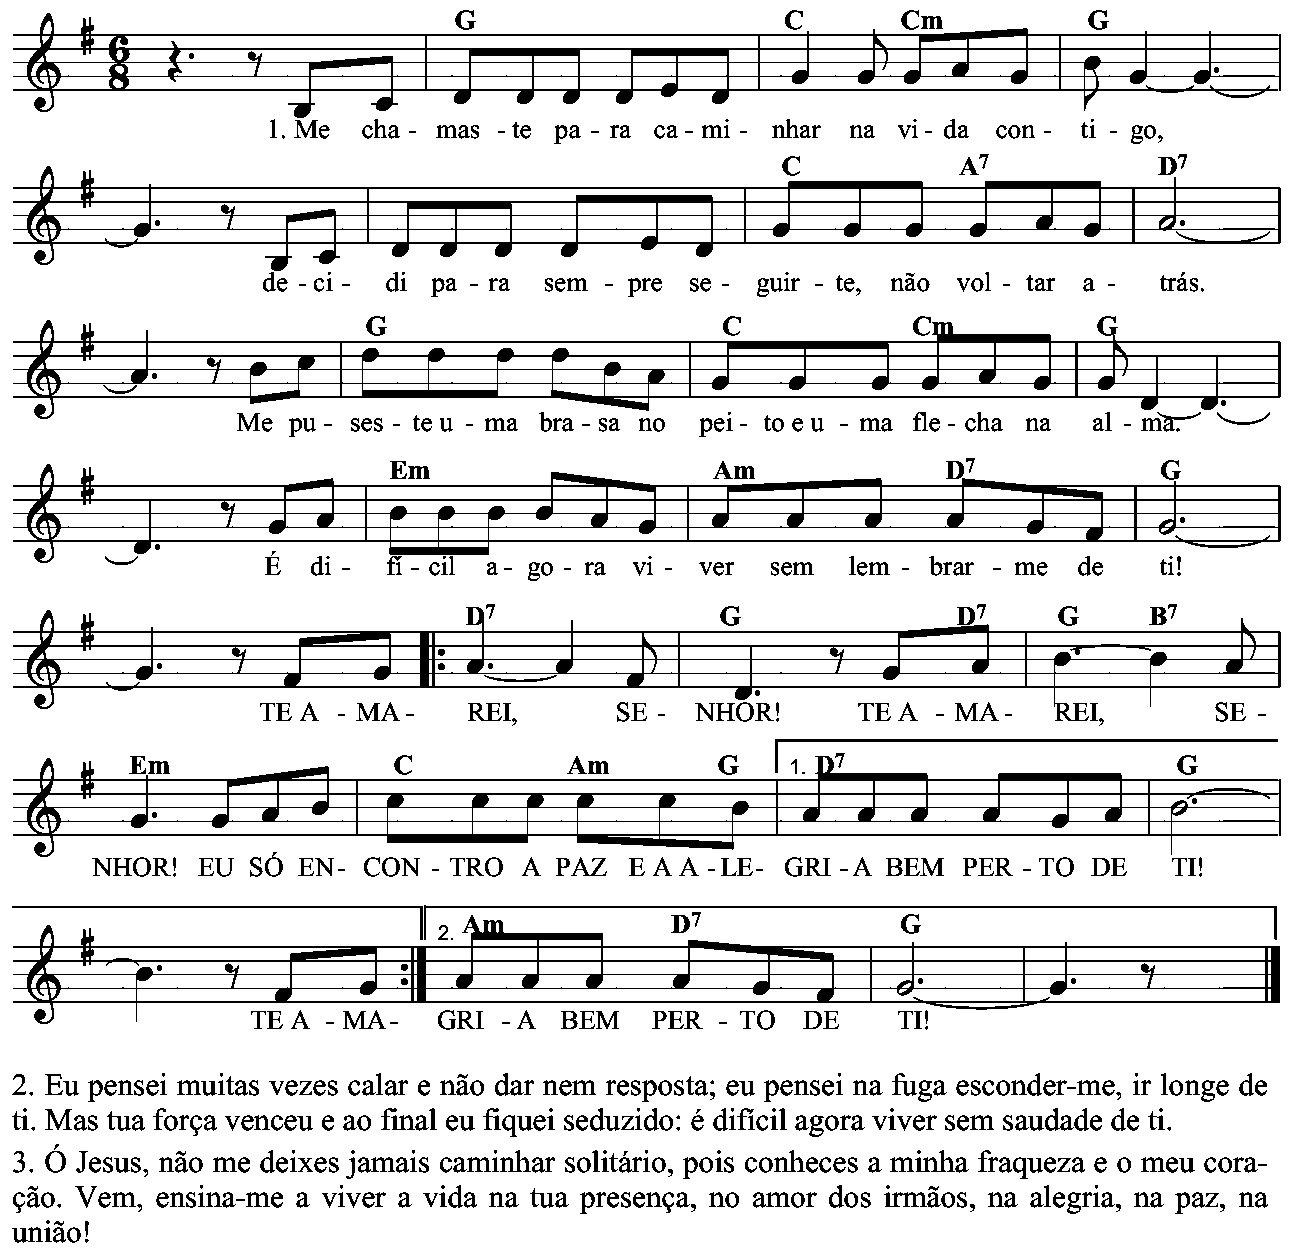 G C Cm G
6
8
1. Me cha- mas - te pa - ra ca - mi - nhar na vi - da con - ti - go,
C A7 D7
de - ci - di pa - ra sem - pre se - guir - te, não vol - tar a - trás.
G C Cm G
Me pu - ses - te u - ma bra - sa no pei - to e u - ma fle - cha na al - ma.
Em Am D7 G
É di - fí - cil a - go - ra vi - ver sem lem - brar - me de ti!
D7 G D7 G B7
TE A - MA - REI, SE - NHOR! TE A - MA - REI, SE -
Em C Am G 1. D7 G
NHOR! EU SÓ EN - CON - TRO A PAZ E A A - LE - GRI - A BEM PER - TO DE TI!
2. Am D7 G
TE A - MA - GRI - A BEM PER - TO DE TI!
2. Eu pensei muitas vezes calar e não dar nem resposta; eu pensei na fuga esconder-me, ir longe de
ti. Mas tua força venceu e ao final eu fiquei seduzido: é difícil agora viver sem saudade de ti.
3. Ó Jesus, não me deixes jamais caminhar solitário, pois conheces a minha fraqueza e o meu cora-
ção. Vem, ensina-me a viver a vida na tua presença, no amor dos irmãos, na alegria, na paz, na
união!